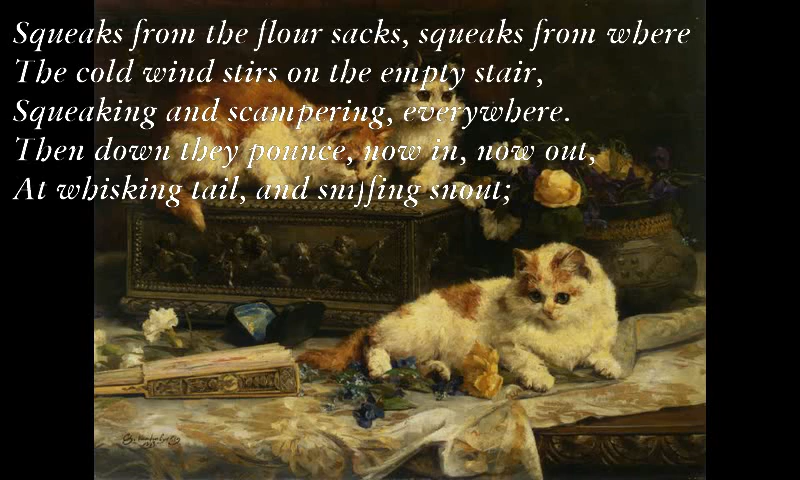 Squeaks from the flour sacks, squeaks from where
The cold wind stirs on the empty stair,
Squeaking and scampering, everywhere.
Then down they pounce, now in, now out,
At whisking tail, and sniffing snout;